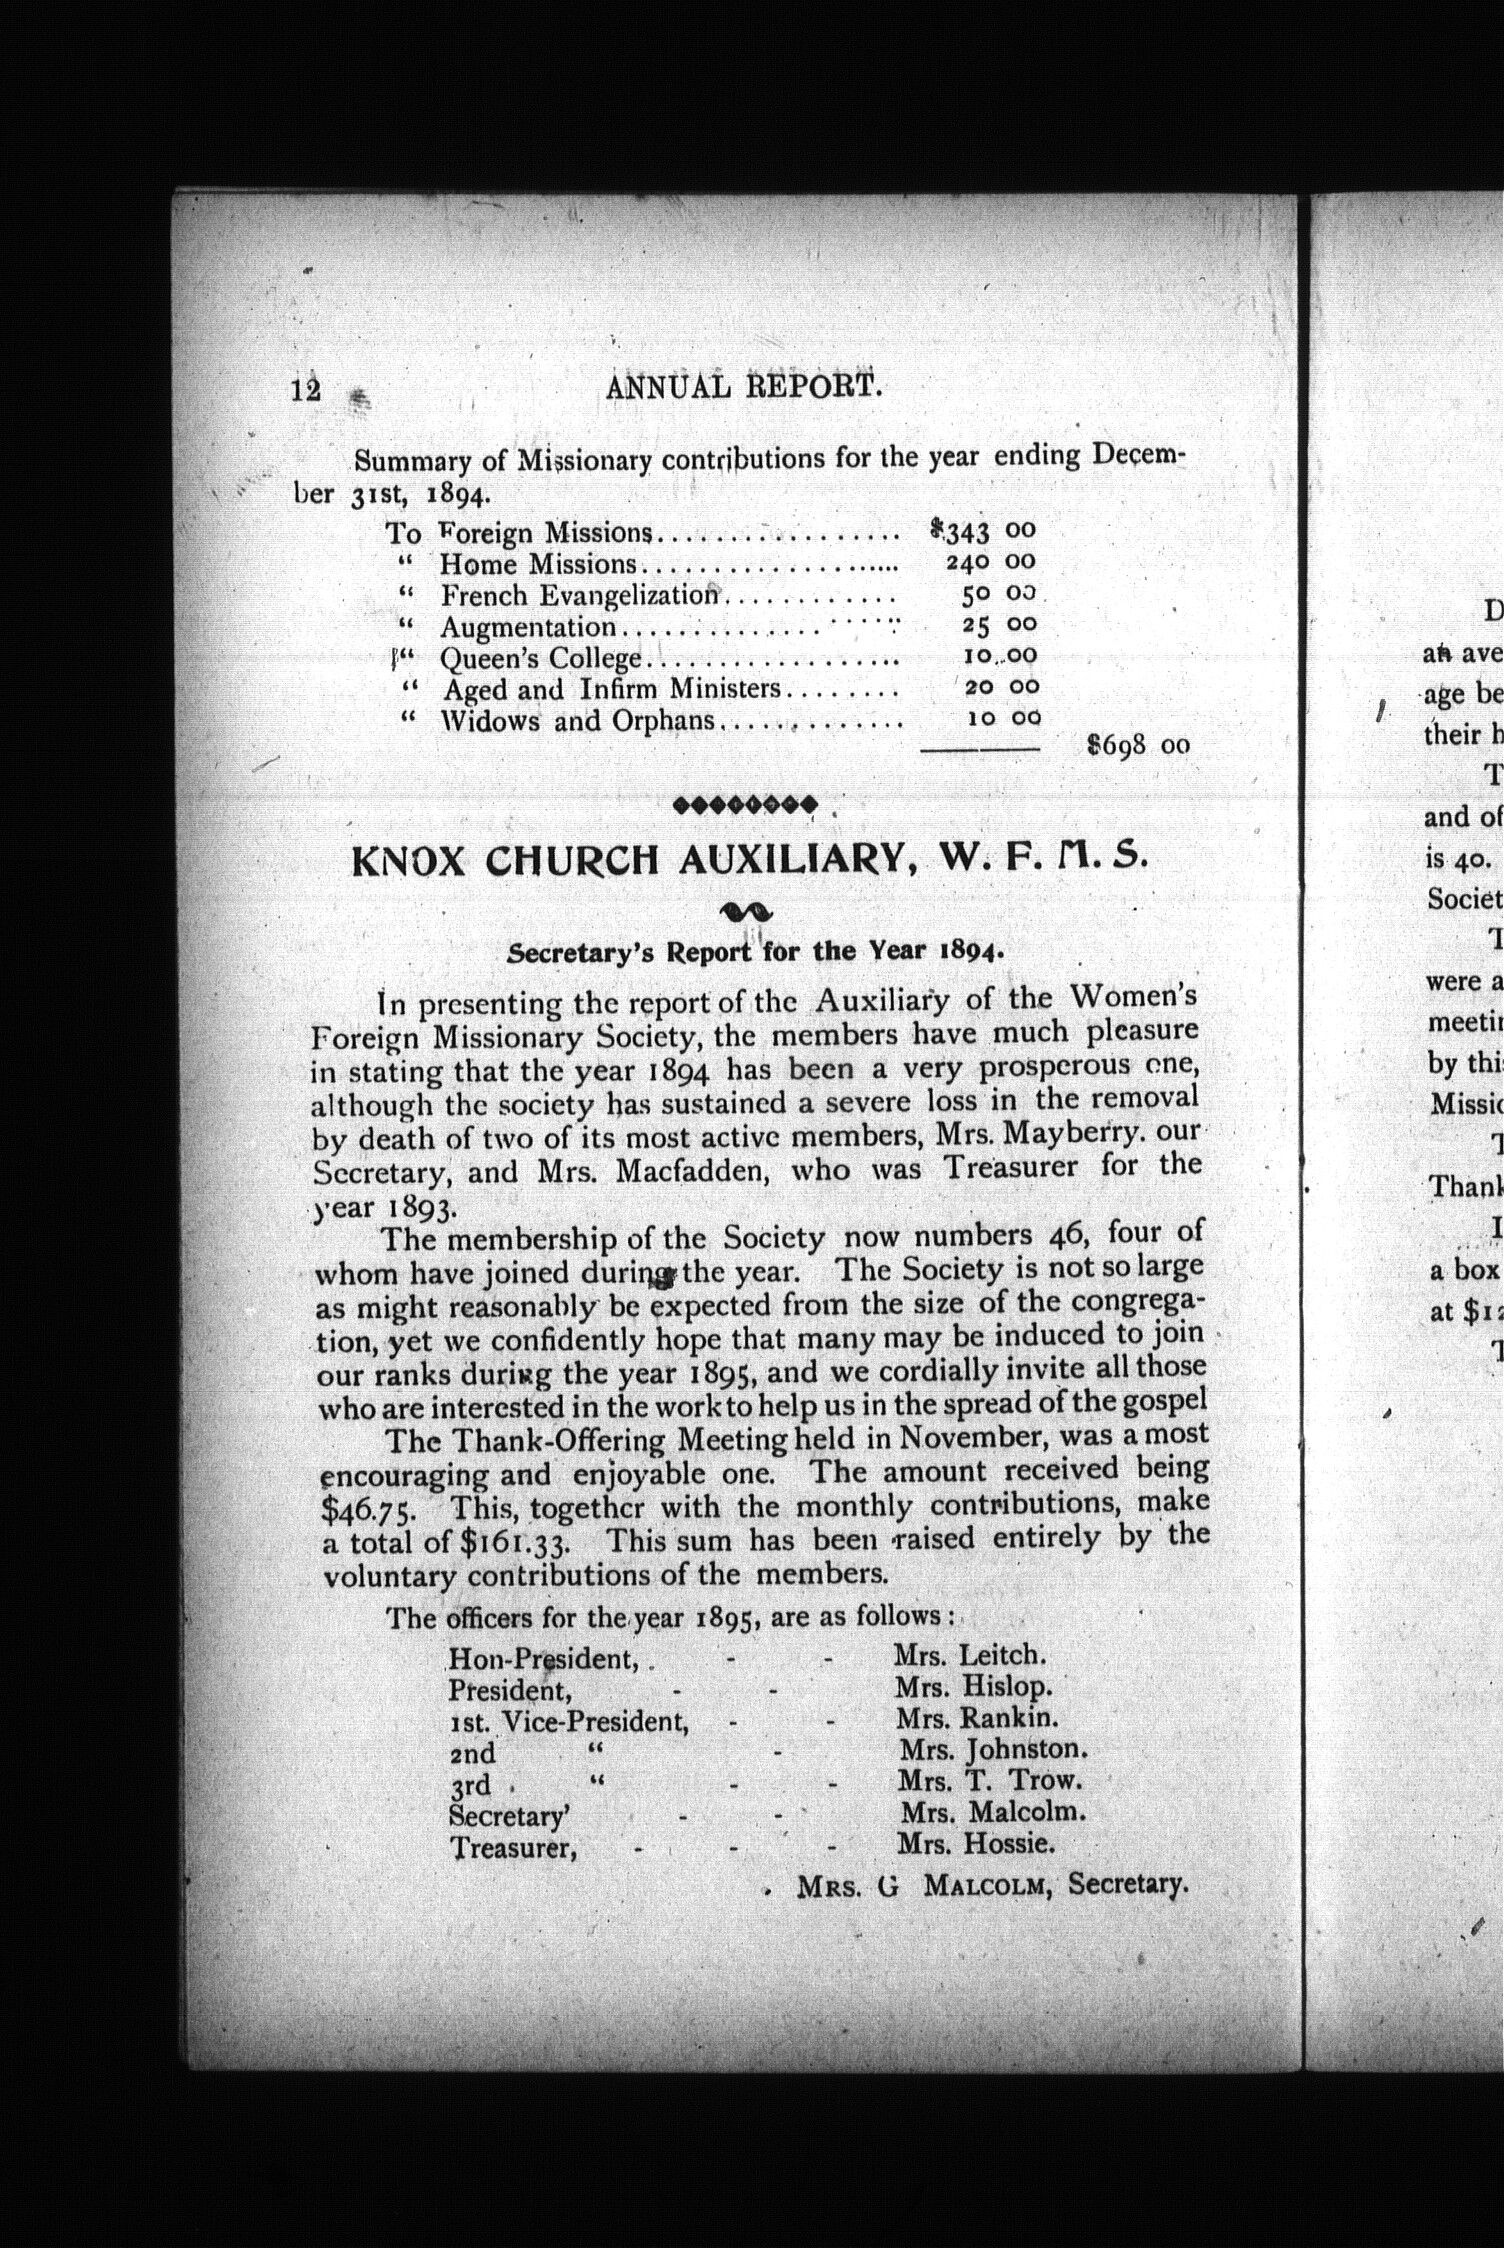 12 ANNUAL REPORT.
Summary of Missionary contributions for the year ending Decem-
ber 31st, 1894.
To Foreign Missions................. $343 00
“ Home Missions.................... 240 00
“ French Evangelization............ 50 00
“ Augmentation................... 25 00
“ Queen's College.................. 10 00
“ Aged and Infirm Ministers........ 20 00
“ Widows and Orphans............. 10 00
$698 00
KNOX CHURCH AUXILIARY, W. F. M. S.
Secretary's Report for the Year 1894.
In presenting the report of the Auxiliary of the Women's
Foreign Missionary Society, the members have much pleasure
in stating that the year 1894 has been a very prosperous one,
although the society has sustained a severe loss in the removal
by death of two of its most active members, Mrs. Mayberry. our
Secretary, and Mrs. Macfadden, who was Treasurer for the
year 1893.
The membership of the Society now numbers 46, four of
whom have joined during the year. The Society is not so large
as might reasonably be expected from the size of the congrega-
tion, yet we confidently hope that many may be induced to join
our ranks during the year 1895, and we cordially invite all those
who are interested in the work to help us in the spread of the gospel
The Thank-Offering Meeting held in November, was a most
encouraging and enjoyable one. The amount received being
$46.75. This, together with the monthly contributions, make
a total of $161.33. This sum has been raised entirely by the
voluntary contributions of the members.
The officers for the year 1895, are as follows:
Hon-President, - - Mrs. Leitch.
President, - - Mrs. Hislop.
1st. Vice-President, - - Mrs. Rankin.
2nd “ - Mrs. Johnston.
3rd “ - - Mrs. T. Trow.
Secretary' - - Mrs. Malcolm.
Treasurer, - - - Mrs. Hossie.
MRS. G MALCOLM, Secretary.
ave
age be
their h
and of
is 40.
Societ
were a
meetin
by this
Missio
Thank
a box
at $12